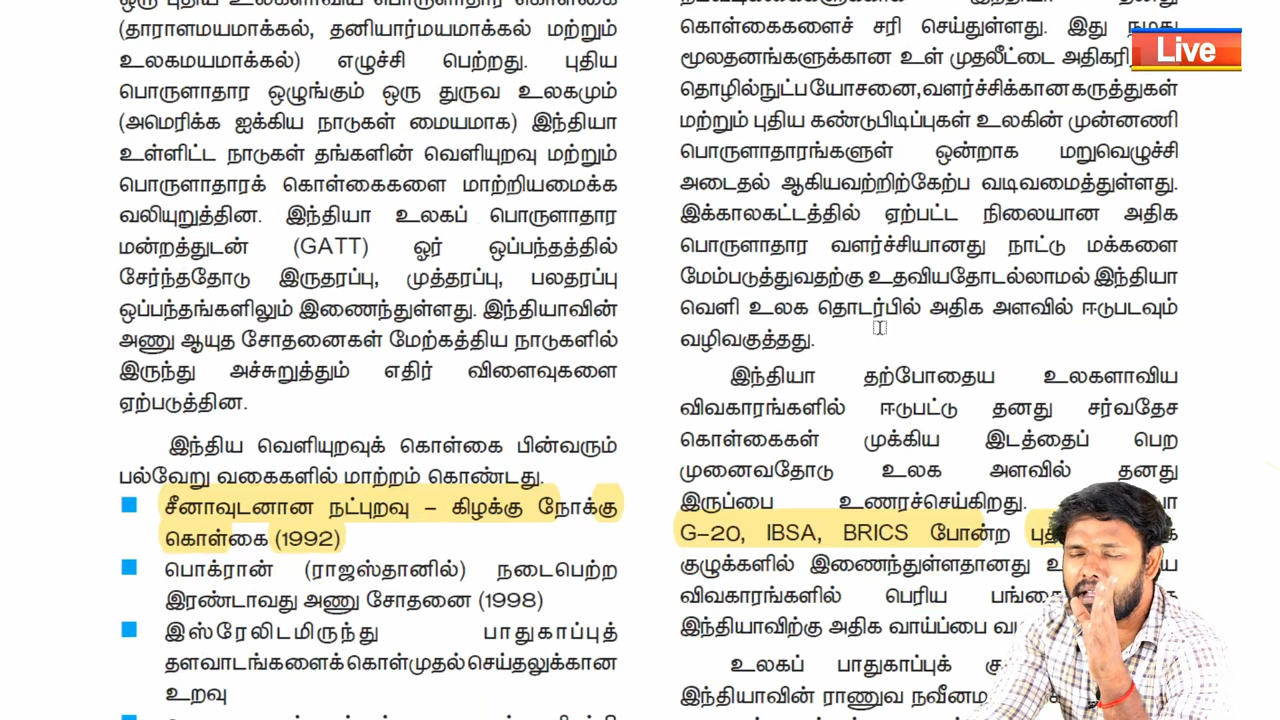 ஒரு புதிய உலகளாவிய பொருளாதார கொள்கை
(தாராளமயமாக்கல், தனியார்மயமாக்கல் மற்றும்
உலகமயமாக்கல்) எழுச்சி பெற்றது. புதிய
பொருளாதார ஒழுங்கும் ஒரு துருவ உலகமும்
(அமெரிக்க ஐக்கிய நாடுகள் மையமாக) இந்தியா
உள்ளிட்ட நாடுகள் தங்களின் வெளியுறவு மற்றும்
பொருளாதாரக் கொள்கைகளை மாற்றியமைக்க
வலியுறுத்தின. இந்தியா உலகப் பொருளாதார
மன்றத்துடன் (GATT) ஓர் ஒப்பந்தத்தில்
சேர்ந்ததோடு இருதரப்பு, முத்தரப்பு, பலதரப்பு
ஒப்பந்தங்களிலும் இணைந்துள்ளது. இந்தியாவின்
அணு ஆயுத சோதனைகள் மேற்கத்திய நாடுகளில்
இருந்து அச்சுறுத்தும் எதிர் விளைவுகளை
ஏற்படுத்தின.
இந்திய வெளியுறவுக் கொள்கை பின்வரும்
பல்வேறு வகைகளில் மாற்றம் கொண்டது.
சீனாவுடனான நட்புறவு – கிழக்கு நோக்கு
கொள்கை (1992)
பொக்ரான் (ராஜஸ்தானில்) நடைபெற்ற
இரண்டாவது அணு சோதனை (1998)
இஸ்ரேலிடமிருந்து பாதுகாப்புத்
தளவாடங்களைக் கொள்முதல் செய்தலுக்கான
உறவு
கொள்கைகளைச் சரி செய்துள்ளது. இது நமது
மூலதனங்களுக்கான உள் முதலீட்டை
தொழில்நுட்ப யோசனை, வளர்ச்சிக்கான கருத்துகள்
மற்றும் புதிய கண்டுபிடிப்புகள் உலகின் முன்னணி
பொருளாதாரங்களுள் ஒன்றாக மறுவெழுச்சி
அடைதல் ஆகியவற்றிற்கேற்ப வடிவமைத்துள்ளது.
இக்காலகட்டத்தில் ஏற்பட்ட நிலையான அதிக
பொருளாதார வளர்ச்சியானது நாட்டு மக்களை
மேம்படுத்துவதற்கு உதவியதோடல்லாமல் இந்தியா
வெளி உலக தொடர்பில் அதிக அளவில் ஈடுபடவும்
வழிவகுத்தது.
இந்தியா தற்போதைய உலகளாவிய
விவகாரங்களில் ஈடுபட்டு தனது சர்வதேச
கொள்கைகள் முக்கிய இடத்தைப் பெற
முனைவதோடு உலக அளவில் தனது
இருப்பை உணரச்செய்கிறது.
G–20, IBSA, BRICS போன்ற
குழுக்களில் இணைந்துள்ளதானது
விவகாரங்களில் பெரிய
இந்தியாவிற்கு அதிக வாய்ப்பை
உலகப் பாதுகாப்புக்
இந்தியாவின் ராணுவ
Live